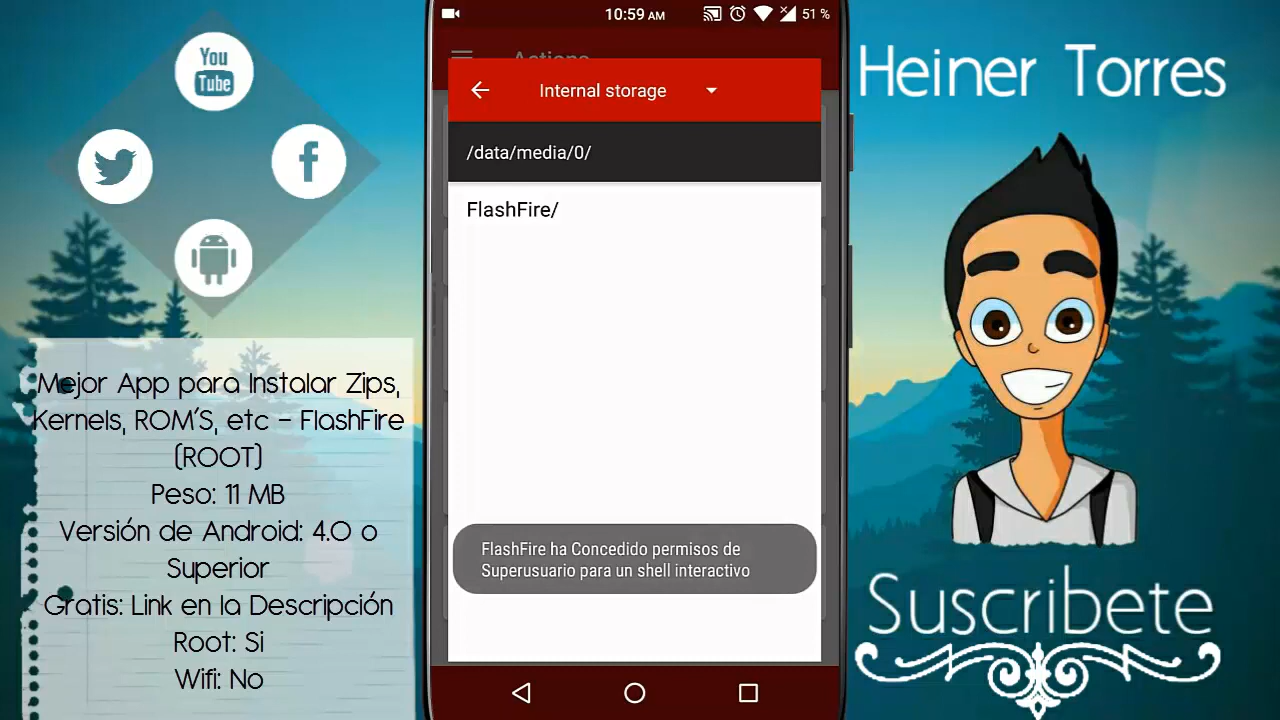 You
Tube
Mejor App para Instalar Zips,
Kernels, ROM'S, etc - FlashFire
(ROOT)
Peso: 11 MB
Versión de Android: 4.0 o
Superior
Gratis: Link en la Descripción
Root: Si
Wifi: No
10:59 AM
51 %
Actions
Internal storage
/data/media/0/
FlashFire/
FlashFire ha Concedido permisos de
Superusuario para un shell interactivo
Heiner Torres
Suscribete